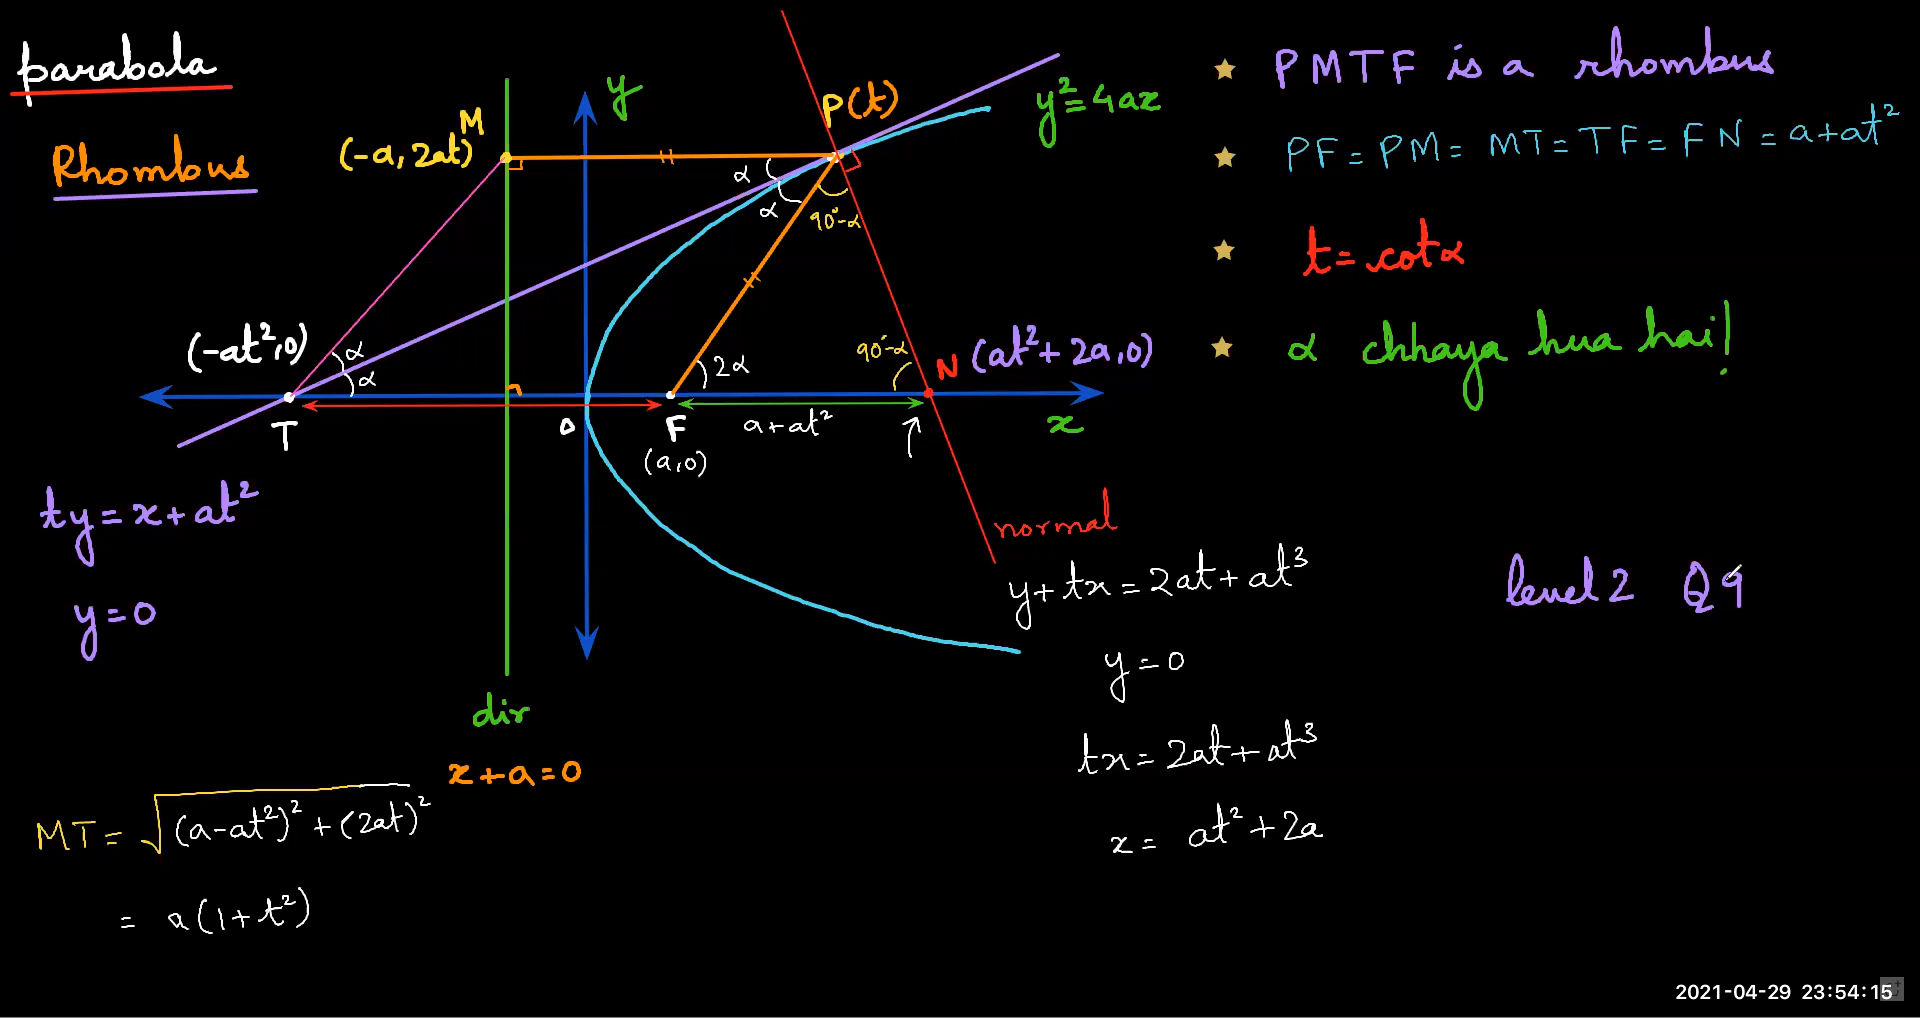 parabola
Rhombus
y
P(t)
y²=4ax
M
(-a, 2at)
α
α
90°-α
(-at²,0)
α
α
2α
90°-α
N (at²+2a,0)
T
O
F
(a,0)
a+at²
x
ty=x+at²
y=0
normal
y+tx=2at+at³
y=0
tx=2at+at³
x= at²+2a
dir
x+a=0
MT=√(a-at²)²+(2at)²
= a(1+t²)
★ PMTF is a rhombus
★ PF=PM=MT=TF=FN=a+at²
★ t=cotα
★ α chhaya hua hai!
level 2 Q9
2021-04-29 23:54:15